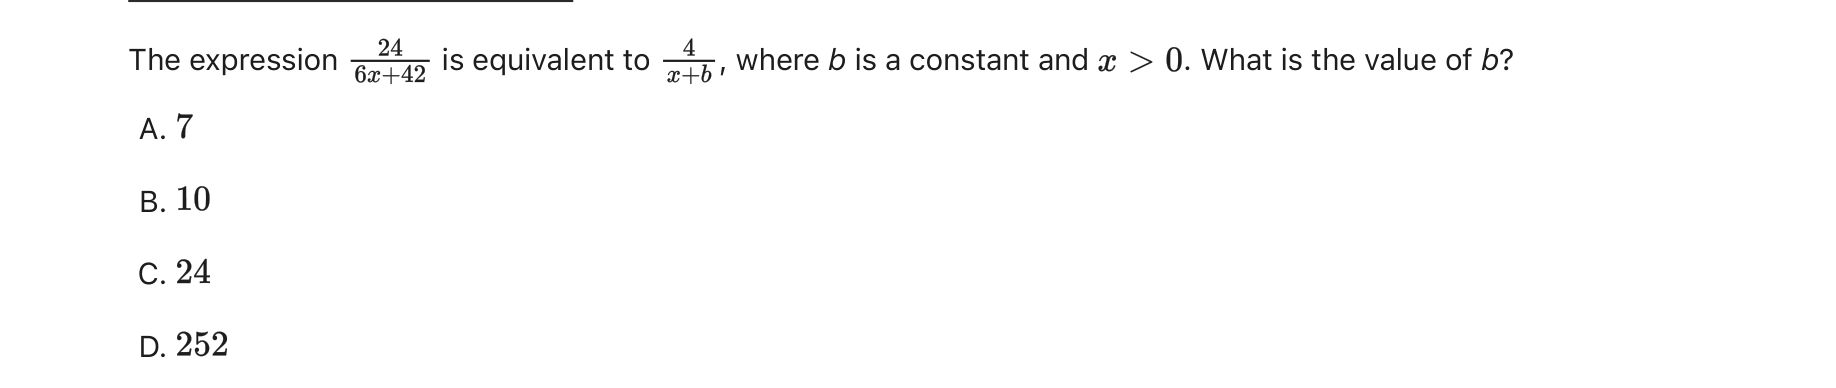 The expression $\frac{24}{6x+42}$ is equivalent to $\frac{4}{x+b}$, where b is a constant and $x > 0$. What is the value of b?
A. 7
B. 10
C. 24
D. 252